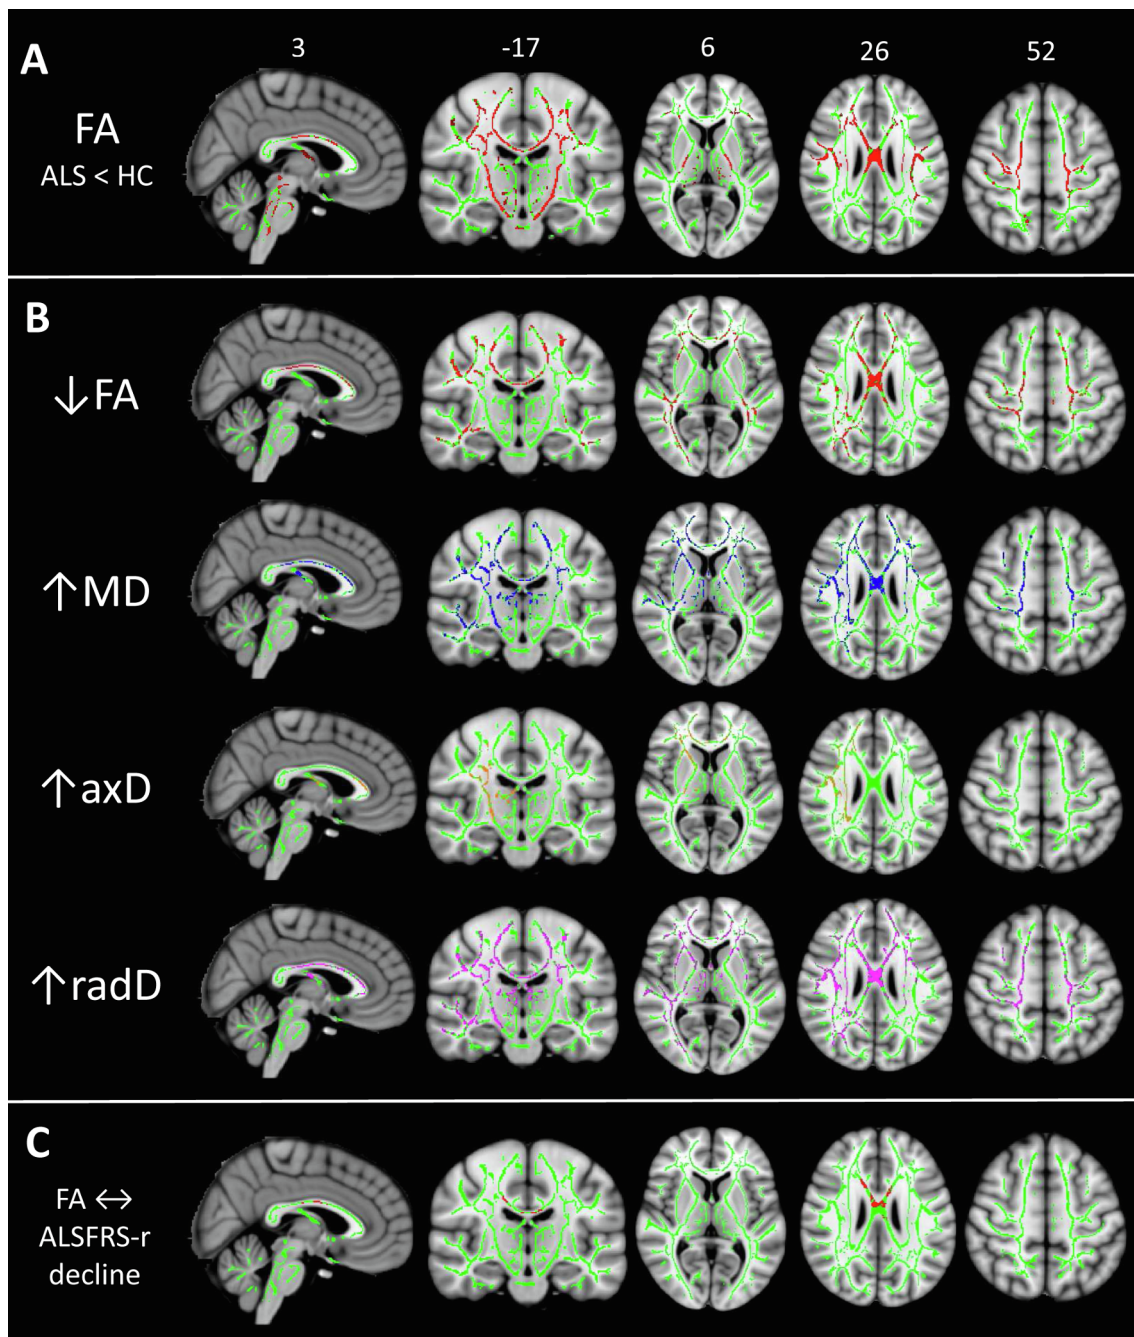 3 -17 6 26 52
A
FA
ALS < HC
B
↓FA
↑MD
↑axD
↑radD
C
FA ↔
ALSFRS-r
decline